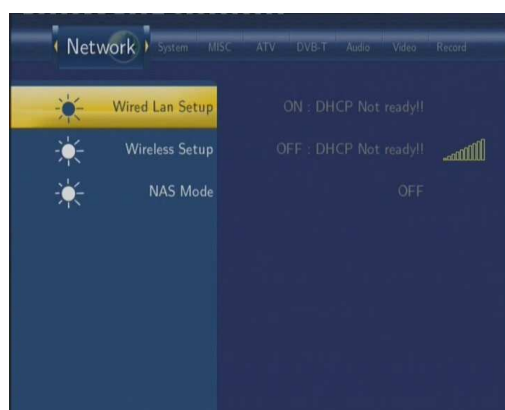 Network System MISC ATV DVB-T Audio Video Record
Wired Lan Setup ON : DHCP Not ready!!
Wireless Setup OFF : DHCP Not ready!!
NAS Mode OFF